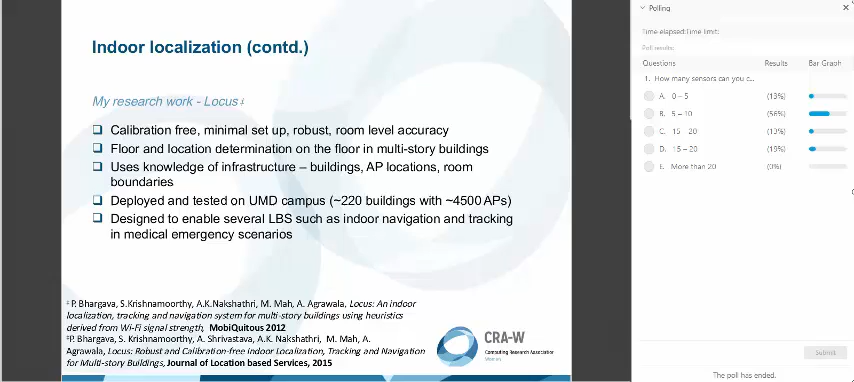 Indoor localization (contd.)
My research work - Locus 1
Calibration free, minimal set up, robust, room level accuracy
Floor and location determination on the floor in multi-story buildings
Uses knowledge of infrastructure – buildings, AP locations, room
boundaries
Deployed and tested on UMD campus (~220 buildings with ~4500 APs)
Designed to enable several LBS such as indoor navigation and tracking
in medical emergency scenarios
P. Bhargava, S.Krishnamoorthy, A.K.Nakshathri, M. Mah, A. Agrawala, Locus: An indoor
localization, tracking and navigation system for multi-story buildings using heuristics
derived from Wi-Fi signal strength, MobiQuitous 2012
P. Bhargava, S. Krishnamoorthy, A. Shrivastava, A.K. Nakshathri, M. Mah, A.
Agrawala, Locus: Robust and Calibration-free Indoor Localization, Tracking and Navigation
for Multi-story Buildings, Journal of Location based Services, 2015
CRA-W
Computing Research Association
Women
Polling
Time elapsed:Time limit:
Poll results:
Questions Results Bar Graph
1. How many sensors can you c...
A. 0 – 5 (13%)
B. 5 – 10 (56%)
C. 15 – 20 (13%)
D. 15 – 20 (19%)
E. More than 20 (0%)
Submit
The poll has ended.